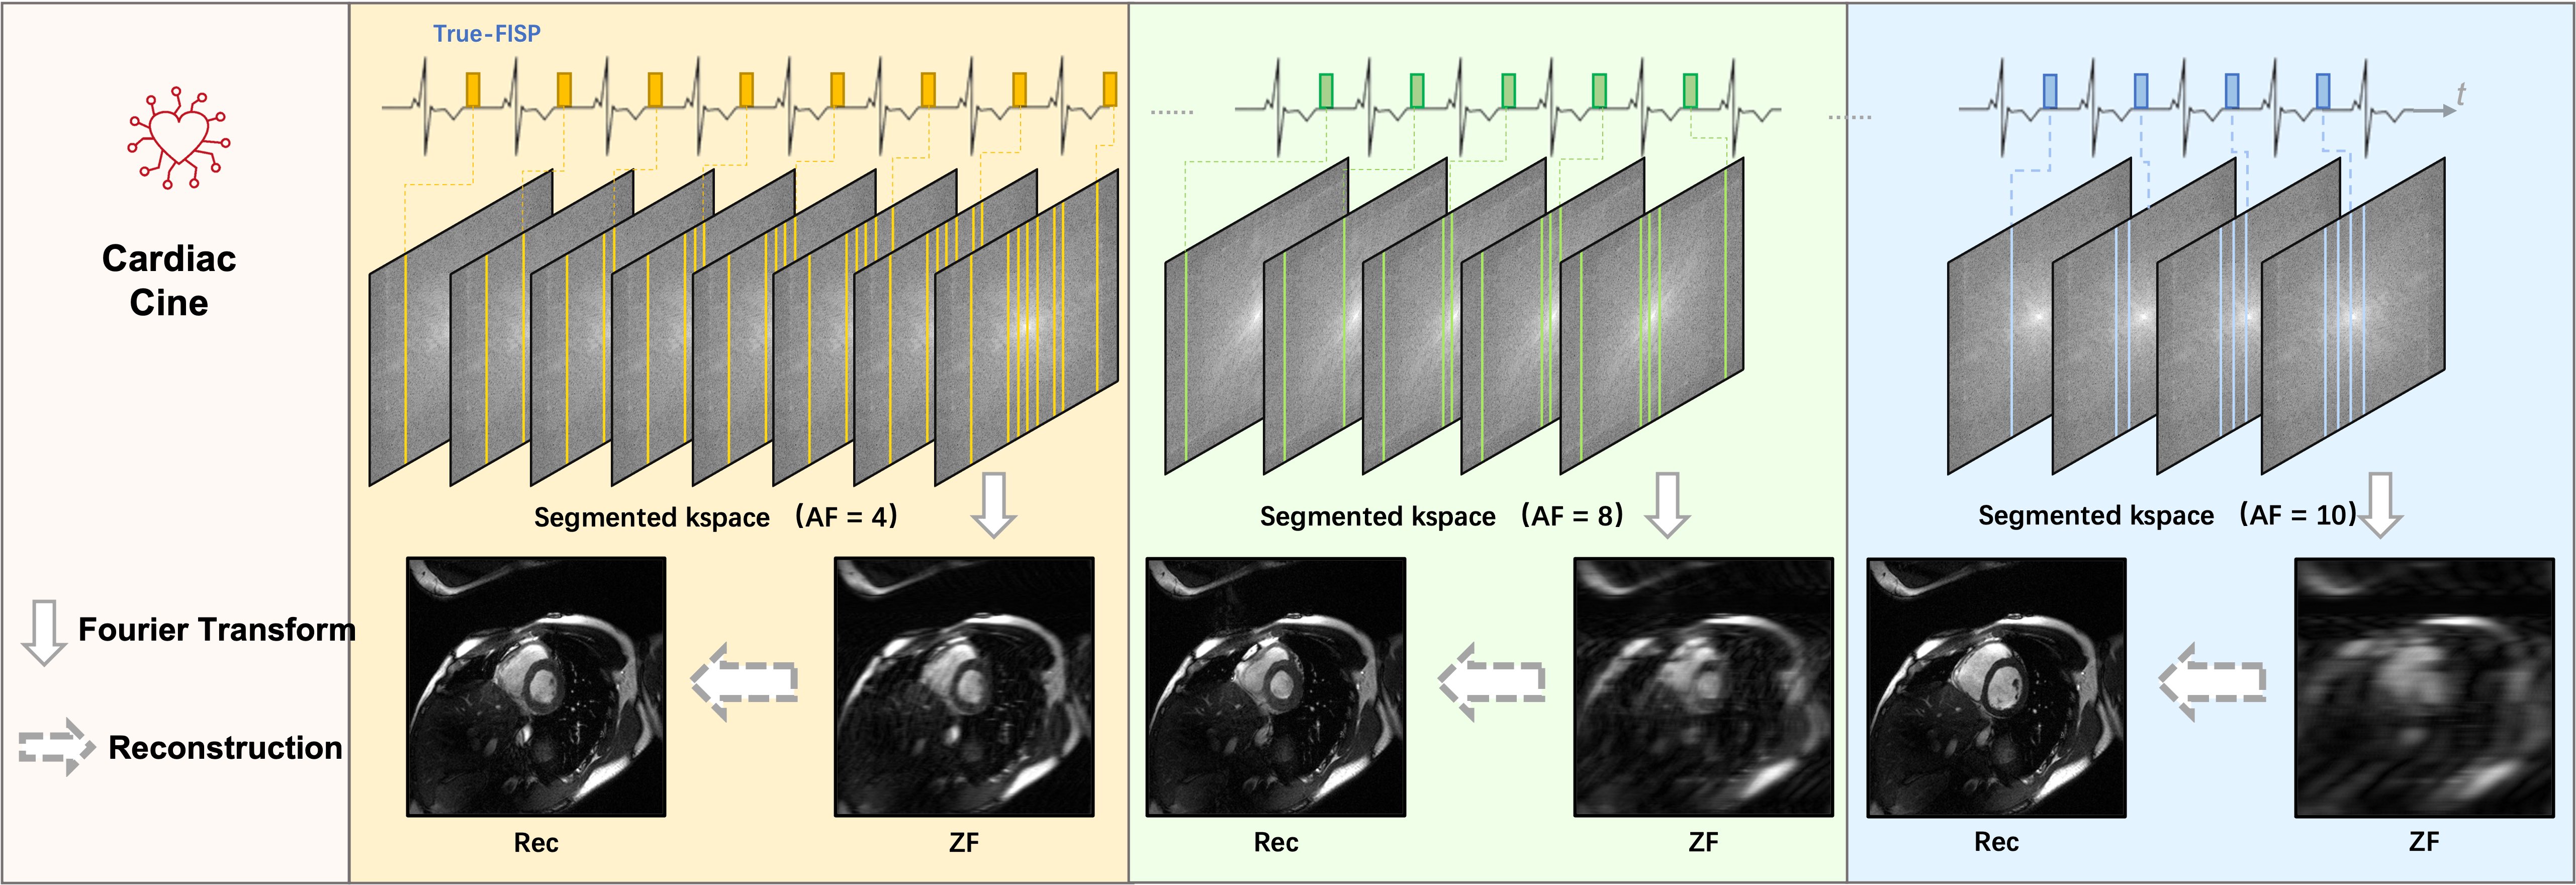 Cardiac
Cine
Fourier Transform
Reconstruction
True-FISP
Segmented kspace (AF = 4)
Rec
ZF
Segmented kspace (AF = 8)
Rec
ZF
t
Segmented kspace (AF = 10)
Rec
ZF